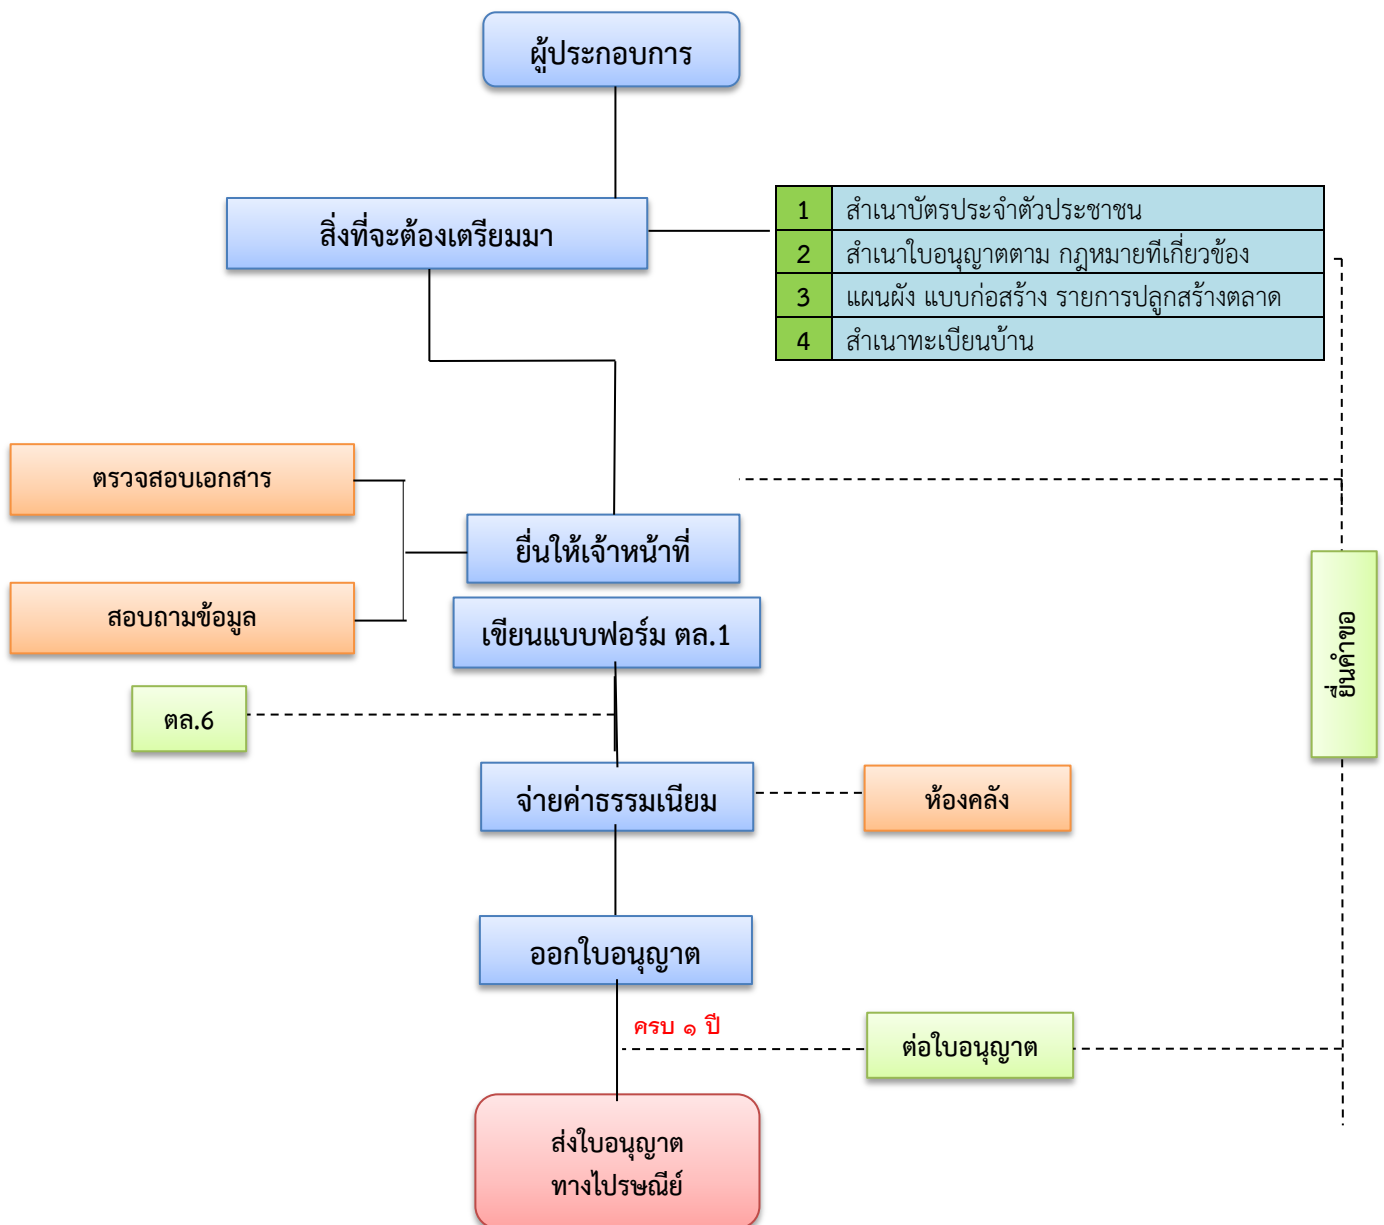 ผู้ประกอบการ
สิ่งที่จะต้องเตรียมมา
1 สำเนาบัตรประจำตัวประชาชน
2 สำเนาใบอนุญาตตาม กฎหมายทีเกี่ยวข้อง
3 แผนผัง แบบก่อสร้าง รายการปลูกสร้างตลาด
4 สำเนาทะเบียนบ้าน
ตรวจสอบเอกสาร
ยื่นให้เจ้าหน้าที่
สอบถามข้อมูล
เขียนแบบฟอร์ม ตล.1
ยื่นคำขอ
ตล.6
จ่ายค่าธรรมเนียม
ห้องคลัง
ออกใบอนุญาต
ครบ ๑ ปี
ต่อใบอนุญาต
ส่งใบอนุญาต
ทางไปรษณีย์